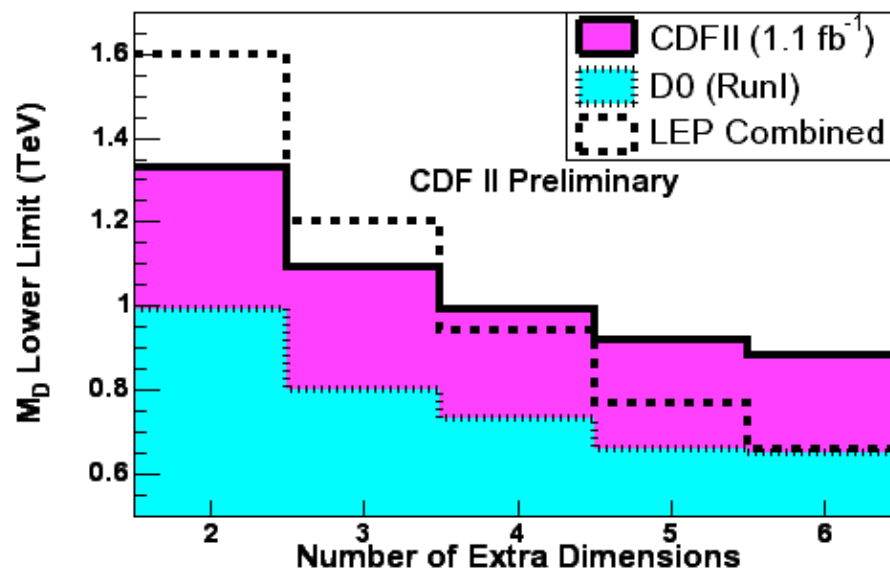 CDFII (1.1 fb⁻¹)
D0 (RunI)
LEP Combined
CDF II Preliminary
M_D Lower Limit (TeV)
1.6
1.4
1.2
1
0.8
0.6
2 3 4 5 6
Number of Extra Dimensions